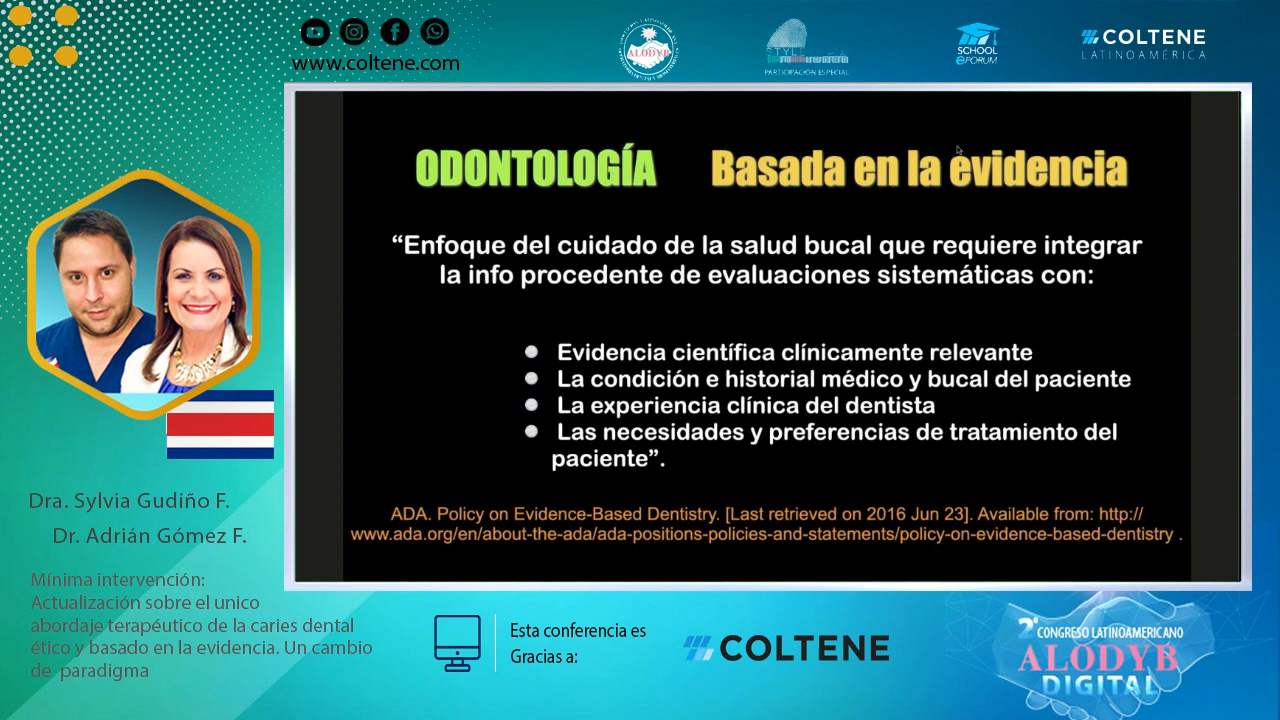 www.coltene.com
ALODYB
PARTICIPACIÓN ESPECIAL
SCHOOL
eFORUM
COLTENE
LATINOAMÉRICA
ODONTOLOGÍA Basada en la evidencia
“Enfoque del cuidado de la salud bucal que requiere integrar
la info procedente de evaluaciones sistemáticas con:
Evidencia científica clínicamente relevante
La condición e historial médico y bucal del paciente
La experiencia clínica del dentista
Las necesidades y preferencias de tratamiento del
paciente”.
ADA. Policy on Evidence-Based Dentistry. [Last retrieved on 2016 Jun 23]. Available from: http://
www.ada.org/en/about-the-ada/ada-positions-policies-and-statements/policy-on-evidence-based-dentistry .
Dra. Sylvia Gudiño F.
Dr. Adrián Gómez F.
Mínima intervención:
Actualización sobre el unico
abordaje terapéutico de la caries dental
ético y basado en la evidencia. Un cambio
de paradigma
Esta conferencia es
Gracias a:
COLTENE
2º CONGRESO LATINOAMERICANO
ALODYB
DIGITAL